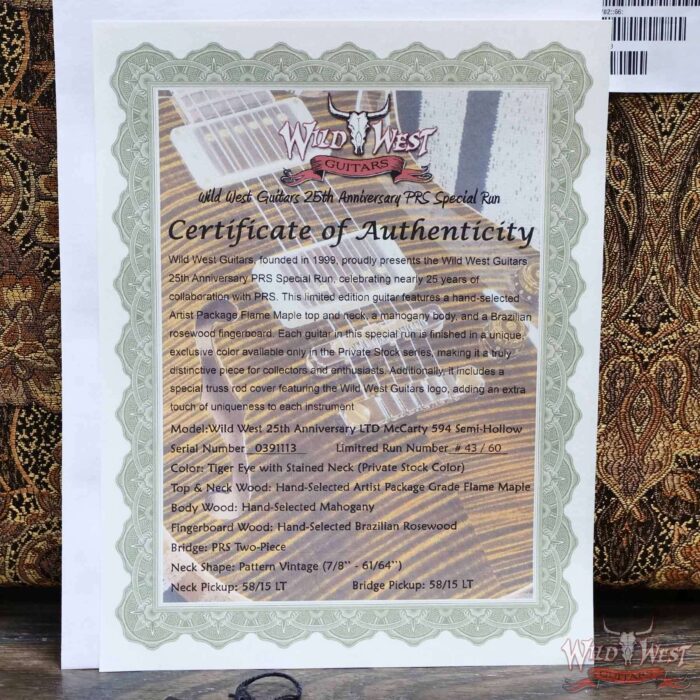 WILD WEST
GUITARS
Wild West Guitars 25th Anniversary PRS Special Run
Certificate of Authenticity
Wild West Guitars, founded in 1999, proudly presents the Wild West Guitars
25th Anniversary PRS Special Run, celebrating nearly 25 years of
collaboration with PRS. This limited edition guitar features a hand-selected
Artist Package Flame Maple top and neck, a mahogany body, and a Brazilian
rosewood fingerboard. Each guitar in this special run is finished in a unique,
exclusive color available only in the Private Stock series, making it a truly
distinctive piece for collectors and enthusiasts. Additionally, it includes a
special truss rod cover featuring the Wild West Guitars logo, adding an extra
touch of uniqueness to each instrument
Model:Wild West 25th Anniversary LTD McCarty 594 Semi-Hollow
Serial Number 0391113 Limitred Run Number # 43 / 60
Color: Tiger Eye with Stained Neck (Private Stock Color)
Top & Neck Wood: Hand-Selected Artist Package Grade Flame Maple
Body Wood: Hand-Selected Mahogany
Fingerboard Wood: Hand-Selected Brazilian Rosewood
Bridge: PRS Two-Piece
Neck Shape: Pattern Vintage (7/8`` - 61/64``)
Neck Pickup: 58/15 LT Bridge Pickup: 58/15 LT
WILD WEST
GUITARS